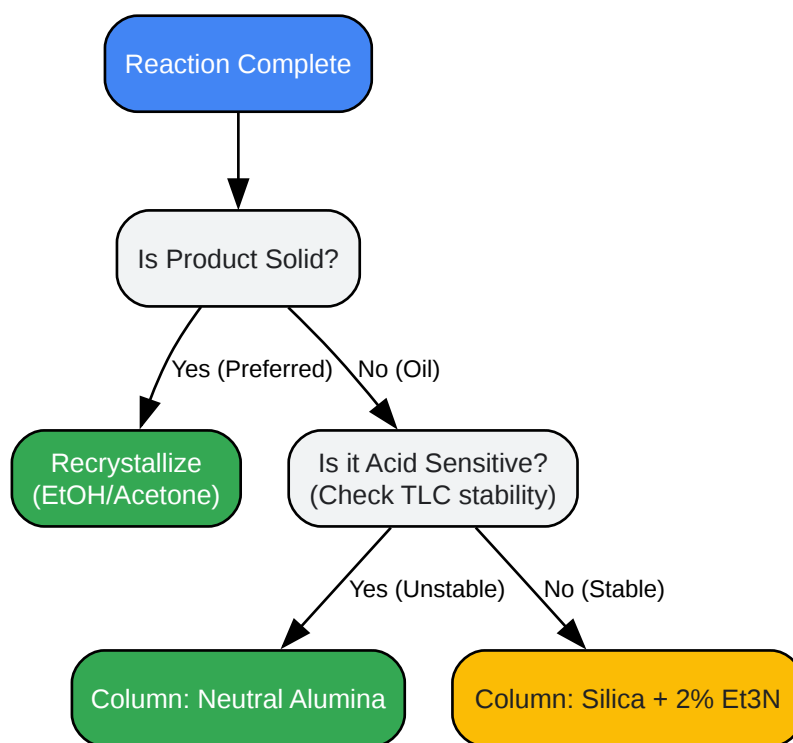 Reaction Complete
Is Product Solid?
Yes (Preferred)
No (Oil)
Recrystallize
(EtOH/Acetone)
Is it Acid Sensitive?
(Check TLC stability)
Yes (Unstable)
No (Stable)
Column: Neutral Alumina
Column: Silica + 2% Et3N